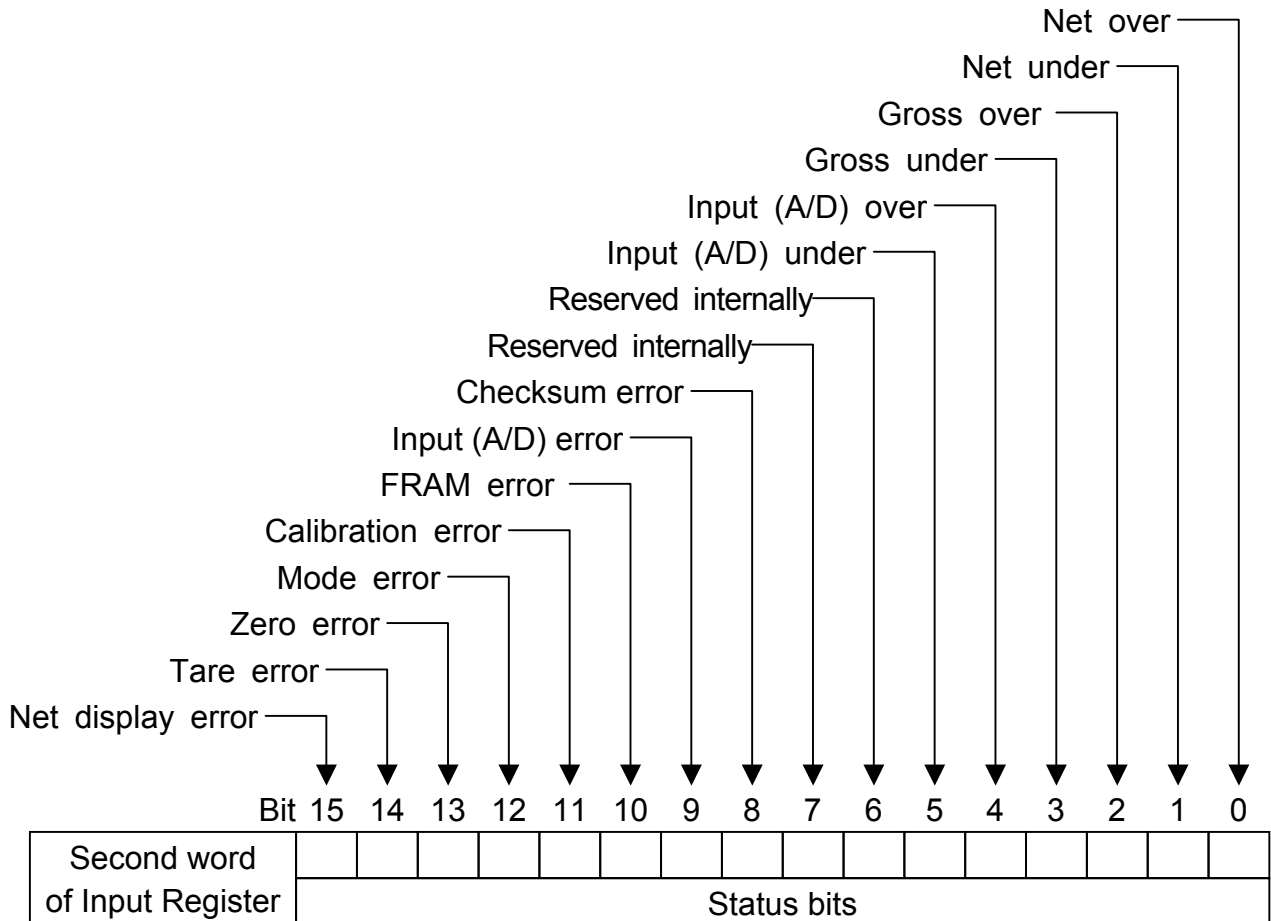 Net over
Net under
Gross over
Gross under
Input (A/D) over
Input (A/D) under
Reserved internally
Reserved internally
Checksum error
Input (A/D) error
FRAM error
Calibration error
Mode error
Zero error
Tare error
Net display error
Bit 15 14 13 12 11 10 9 8 7 6 5 4 3 2 1 0
Second word
of Input Register
Status bits